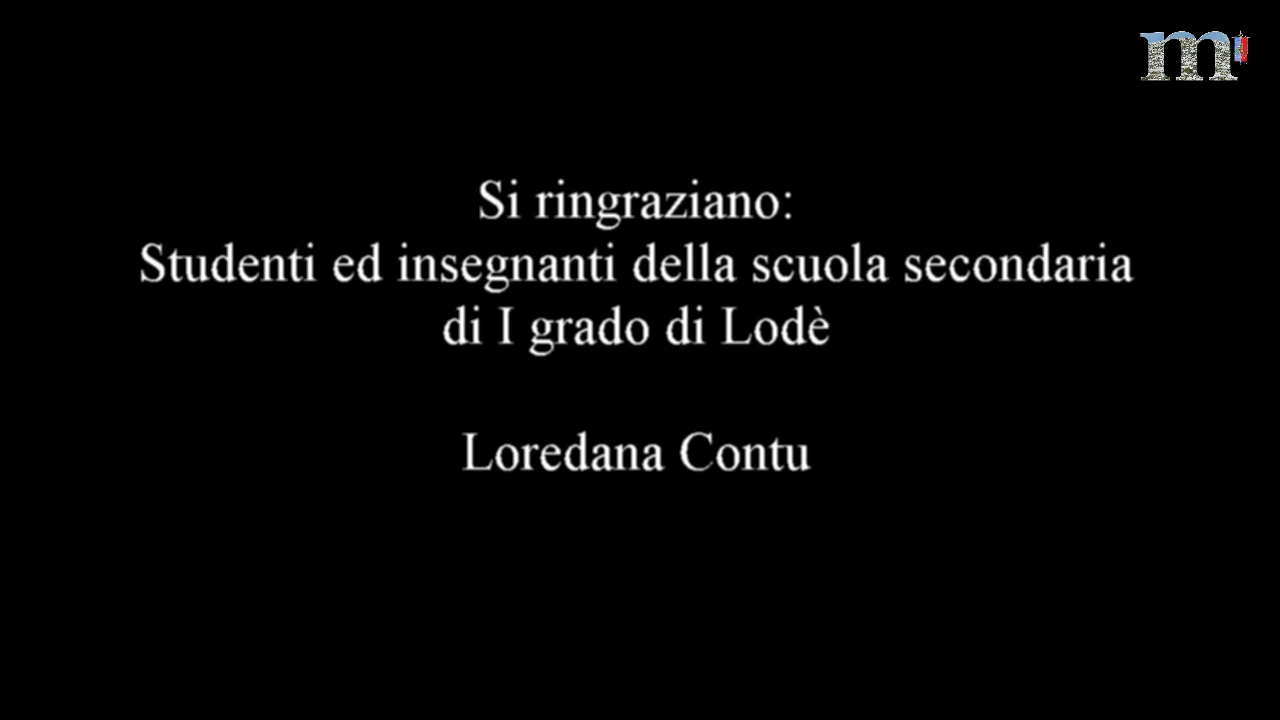 m
Si ringraziano:
Studenti ed insegnanti della scuola secondaria
di I grado di Lodè
Loredana Contu